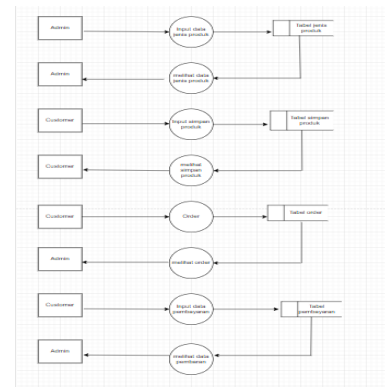 Admin
Input data
jenis produk
tabel jenis
produk
Admin
melihat data
jenis produk
Customer
Input simpan
produk
tabel simpan
produk
Customer
melihat
simpan
produk
Customer
Order
tabel order
Admin
melihat order
Customer
Input data
pembayaran
tabel
pembayaran
Admin
melihat data
pembaran